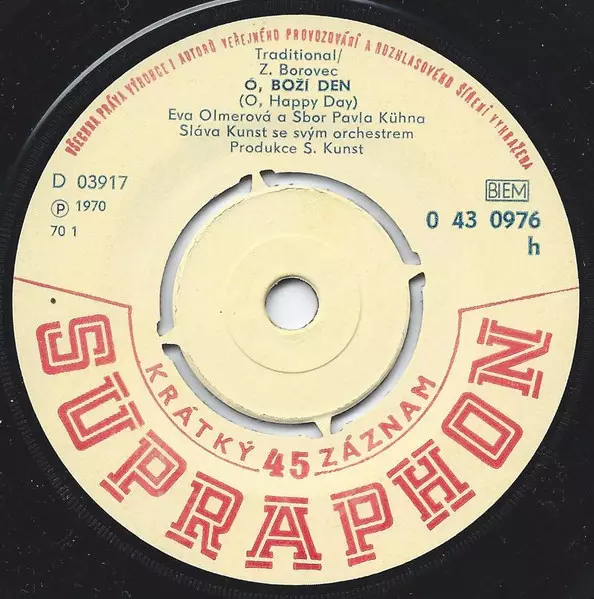 VŠECHNA PRÁVA VÝROBCE I AUTORŮ VEŘEJNÉHO PROVOZOVÁNÍ A ROZHLASOVÉHO ŠÍŘENÍ VYHRAŽENA
Traditional/
Z. Borovec
Ó, BOŽÍ DEN
(O, Happy Day)
Eva Olmerová a Sbor Pavla Kühna
Sláva Kunst se svým orchestrem
Produkce S. Kunst
D 03917
Ⓟ 1970
70 1
BIEM
0 43 0976
h
KRÁTKÝ 45 ZÁZNAM
SUPRAPHON